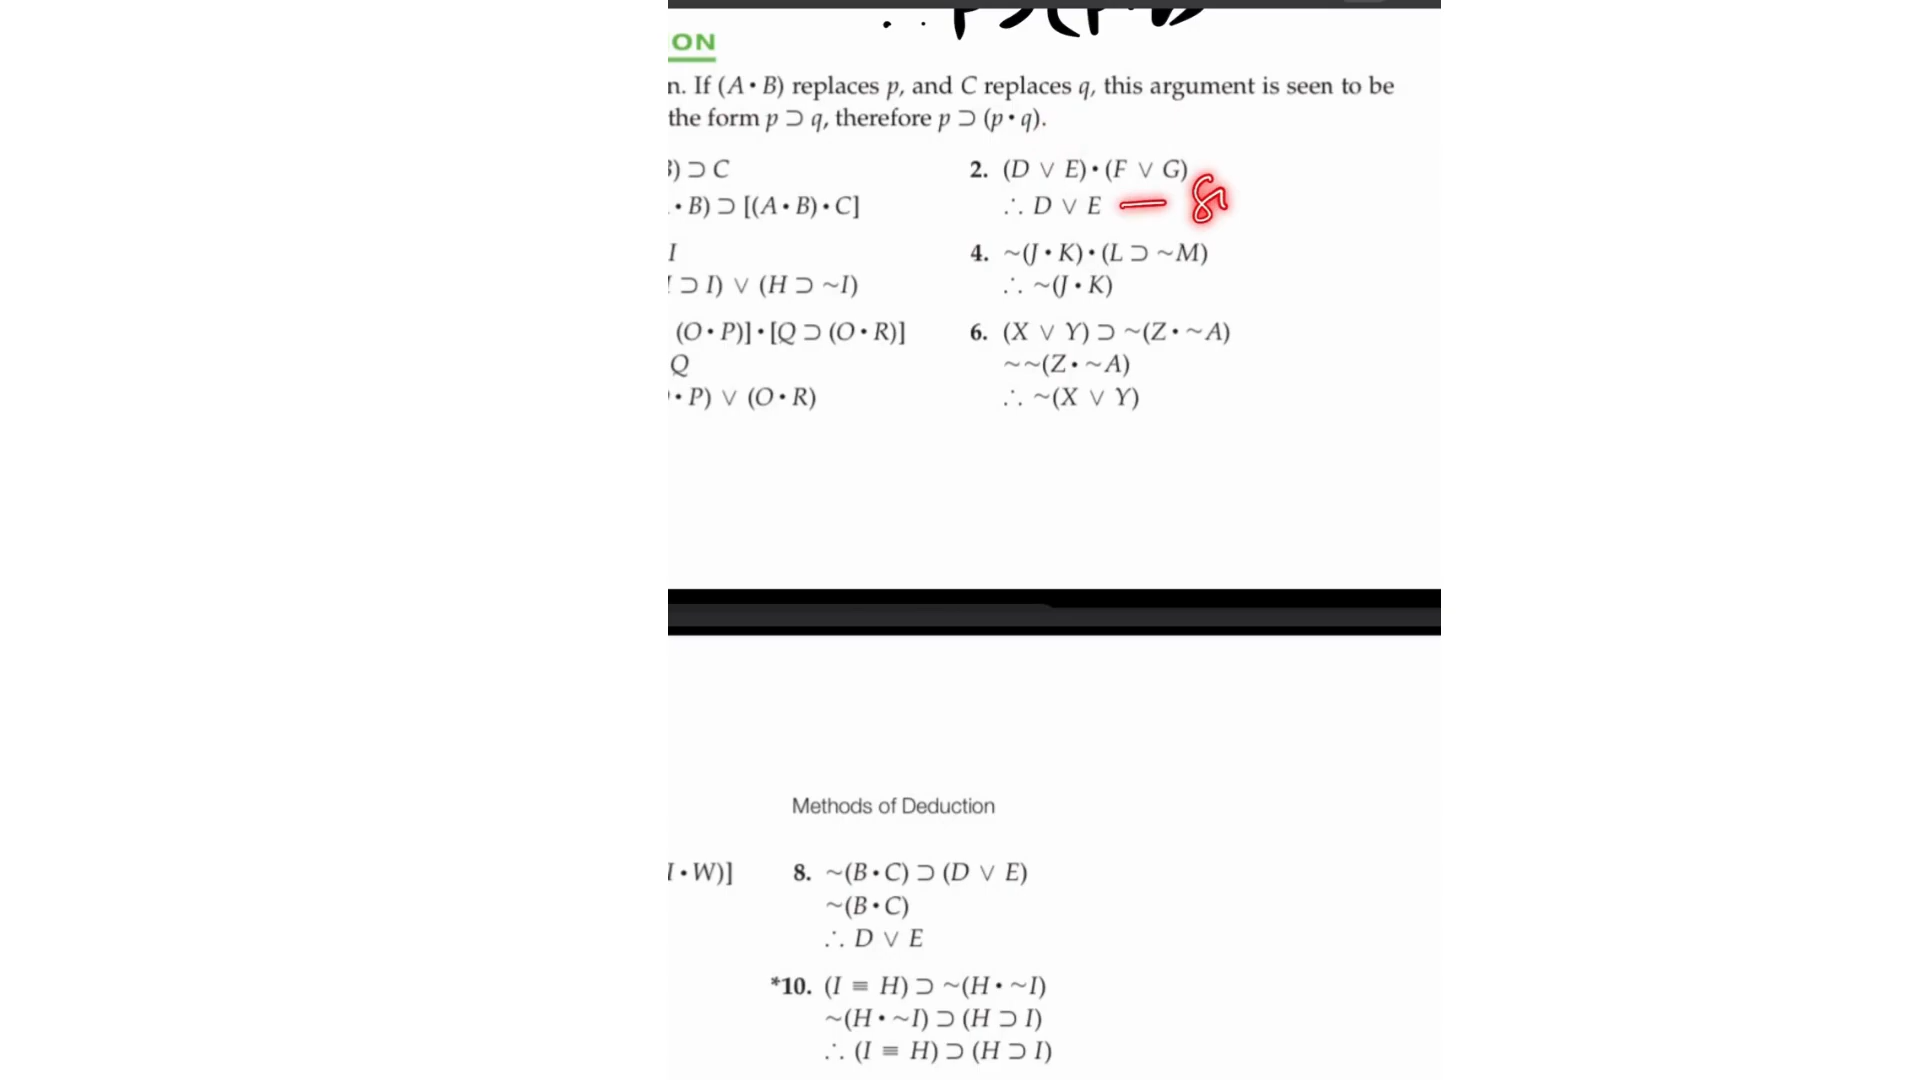 ON
n. If (A • B) replaces p, and C replaces q, this argument is seen to be
the form p ⊃ q, therefore p ⊃ (p • q).
) ⊃ C
• B) ⊃ [(A • B) • C]
2. (D ∨ E) • (F ∨ G)
∴ D ∨ E —
I
⊃ I) ∨ (H ⊃ ~I)
4. ~(J • K) • (L ⊃ ~M)
∴ ~(J • K)
(O • P)] • [Q ⊃ (O • R)]
Q
• P) ∨ (O • R)
6. (X ∨ Y) ⊃ ~(Z • ~A)
~~(Z • ~A)
∴ ~(X ∨ Y)
Methods of Deduction
• W)]
8. ~(B • C) ⊃ (D ∨ E)
~(B • C)
∴ D ∨ E
*10. (I ≡ H) ⊃ ~(H • ~I)
~(H • ~I) ⊃ (H ⊃ I)
∴ (I ≡ H) ⊃ (H ⊃ I)